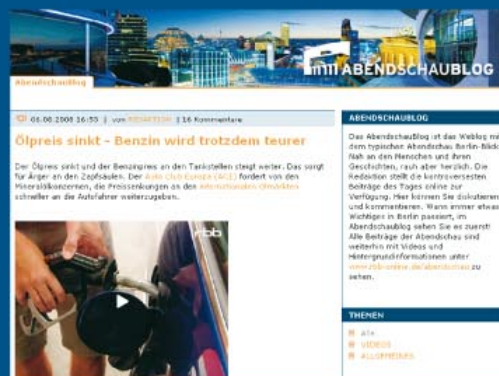 ABENDSCHAUBLOG
AbendschauBlog
06.08.2008 16:53 | von REDAKTION | 16 Kommentare
Ölpreis sinkt - Benzin wird trotzdem teurer
Der Ölpreis sinkt und der Benzinpreis an den Tankstellen steigt weiter. Das sorgt
für Ärger an den Zapfsäulen. Der Auto Club Europa (ACE) fordert von den
Mineralölkonzernen, die Preissenkungen an den internationalen Ölmärkten
schneller an die Autofahrer weiterzugeben.
rbb
ABENDSCHAUBLOG
Das AbendschauBlog ist das Weblog mit
dem typischen Abendschau Berlin-Blick:
Nah an den Menschen und ihren
Geschichten, rauh aber herzlich. Die
Redaktion stellt die kontroversesten
Beiträge des Tages online zur
Verfügung. Hier können Sie diskutieren
und kommentieren. Wann immer etwas
Wichtiges in Berlin passiert, im
Abendschaublog sehen Sie es zuerst!
Alle Beiträge der Abendschau sind
weiterhin mit Videos und
Hintergrundinformationen unter
www.rbb-online.de/abendschau zu
sehen.
THEMEN
Alle
VIDEOS
ALLGEMEINES